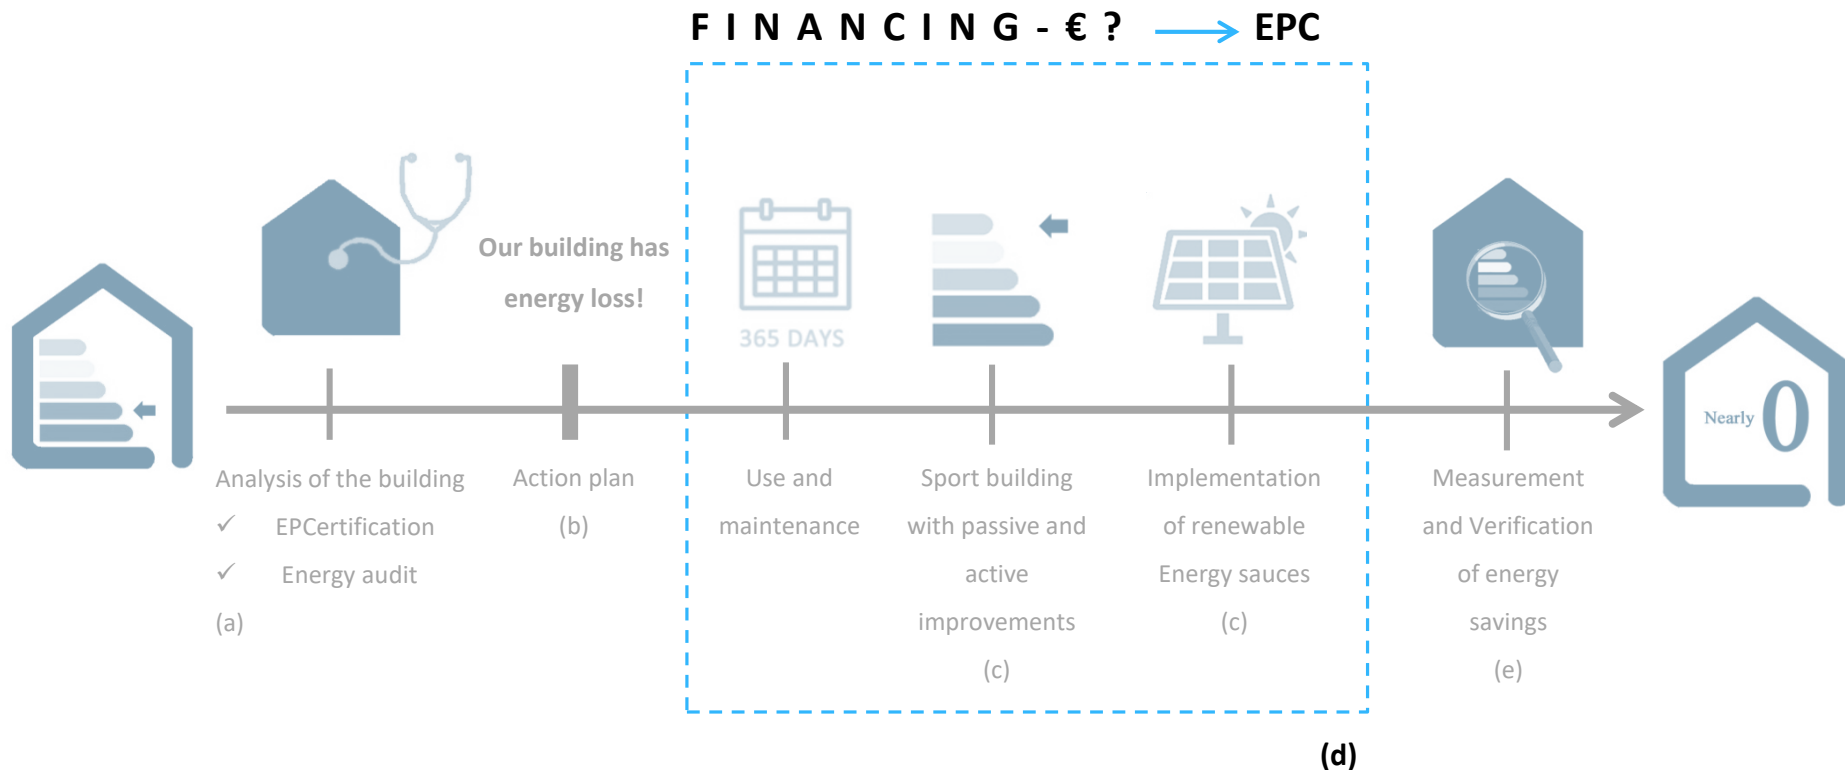 FINANCING-€? EPC
Our building has
energy loss!
365 DAYS
Nearly 0
Analysis of the building
✓ EPCertification
✓ Energy audit
(a)
Action plan
(b)
Use and
maintenance
Sport building
with passive and
active
improvements
(c)
Implementation
of renewable
Energy sauces
(c)
Measurement
and Verification
of energy
savings
(e)
(d)